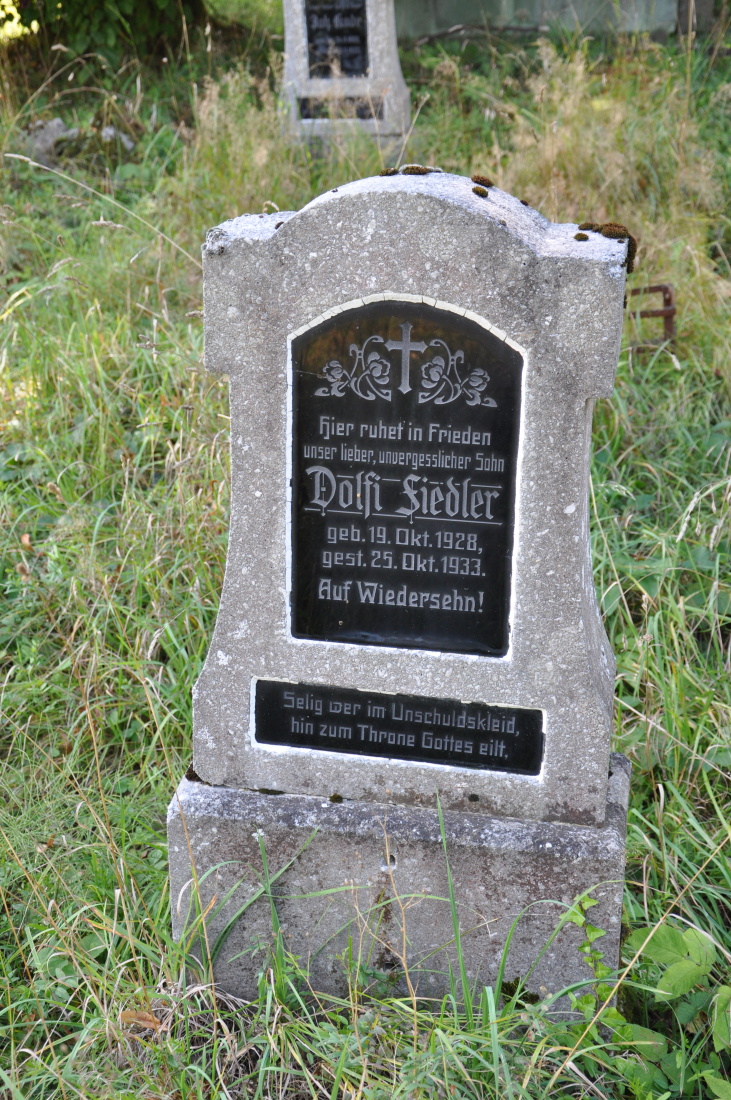 Hier ruhet in Frieden
unser lieber, unvergesslicher Sohn
Dolfi Fiedler
geb. 19. Okt. 1928,
gest. 25. Okt. 1933.
Auf Wiedersehn!
Selig wer im Unschuldskleid,
hin zum Throne Gottes eilt.